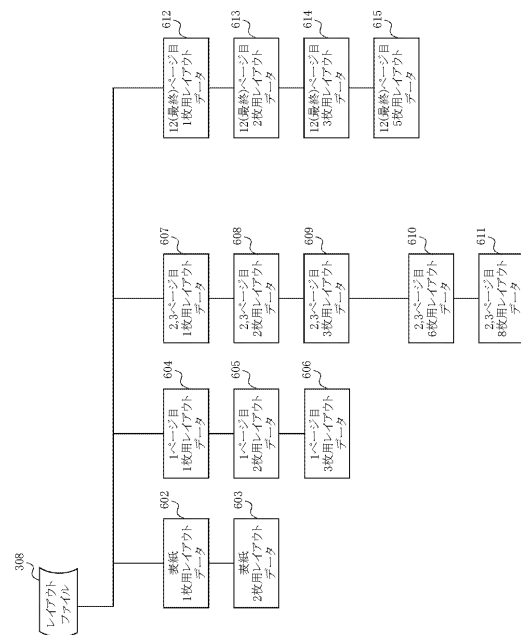 308
レイアウト
ファイル
602
表紙
1枚用レイアウト
データ
603
表紙
2枚用レイアウト
データ
604
1ページ目
1枚用レイアウト
データ
605
1ページ目
2枚用レイアウト
データ
606
1ページ目
3枚用レイアウト
データ
607
2,3ページ目
1枚用レイアウト
データ
608
2,3ページ目
2枚用レイアウト
データ
609
2,3ページ目
3枚用レイアウト
データ
610
2,3ページ目
6枚用レイアウト
データ
611
2,3ページ目
8枚用レイアウト
データ
612
12(最終)ページ目
1枚用レイアウト
データ
613
12(最終)ページ目
2枚用レイアウト
データ
614
12(最終)ページ目
3枚用レイアウト
データ
615
12(最終)ページ目
5枚用レイアウト
データ